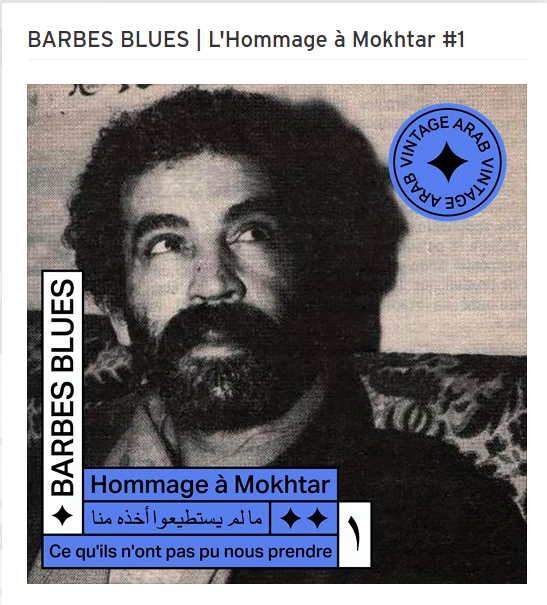 BARBES BLUES | L'Hommage à Mokhtar #1
VINTAGE ARAB VINTAGE ARAB
BARBES BLUES
Hommage à Mokhtar
ما لم يستطيعوا أخذه منا
١
Ce qu'ils n'ont pas pu nous prendre